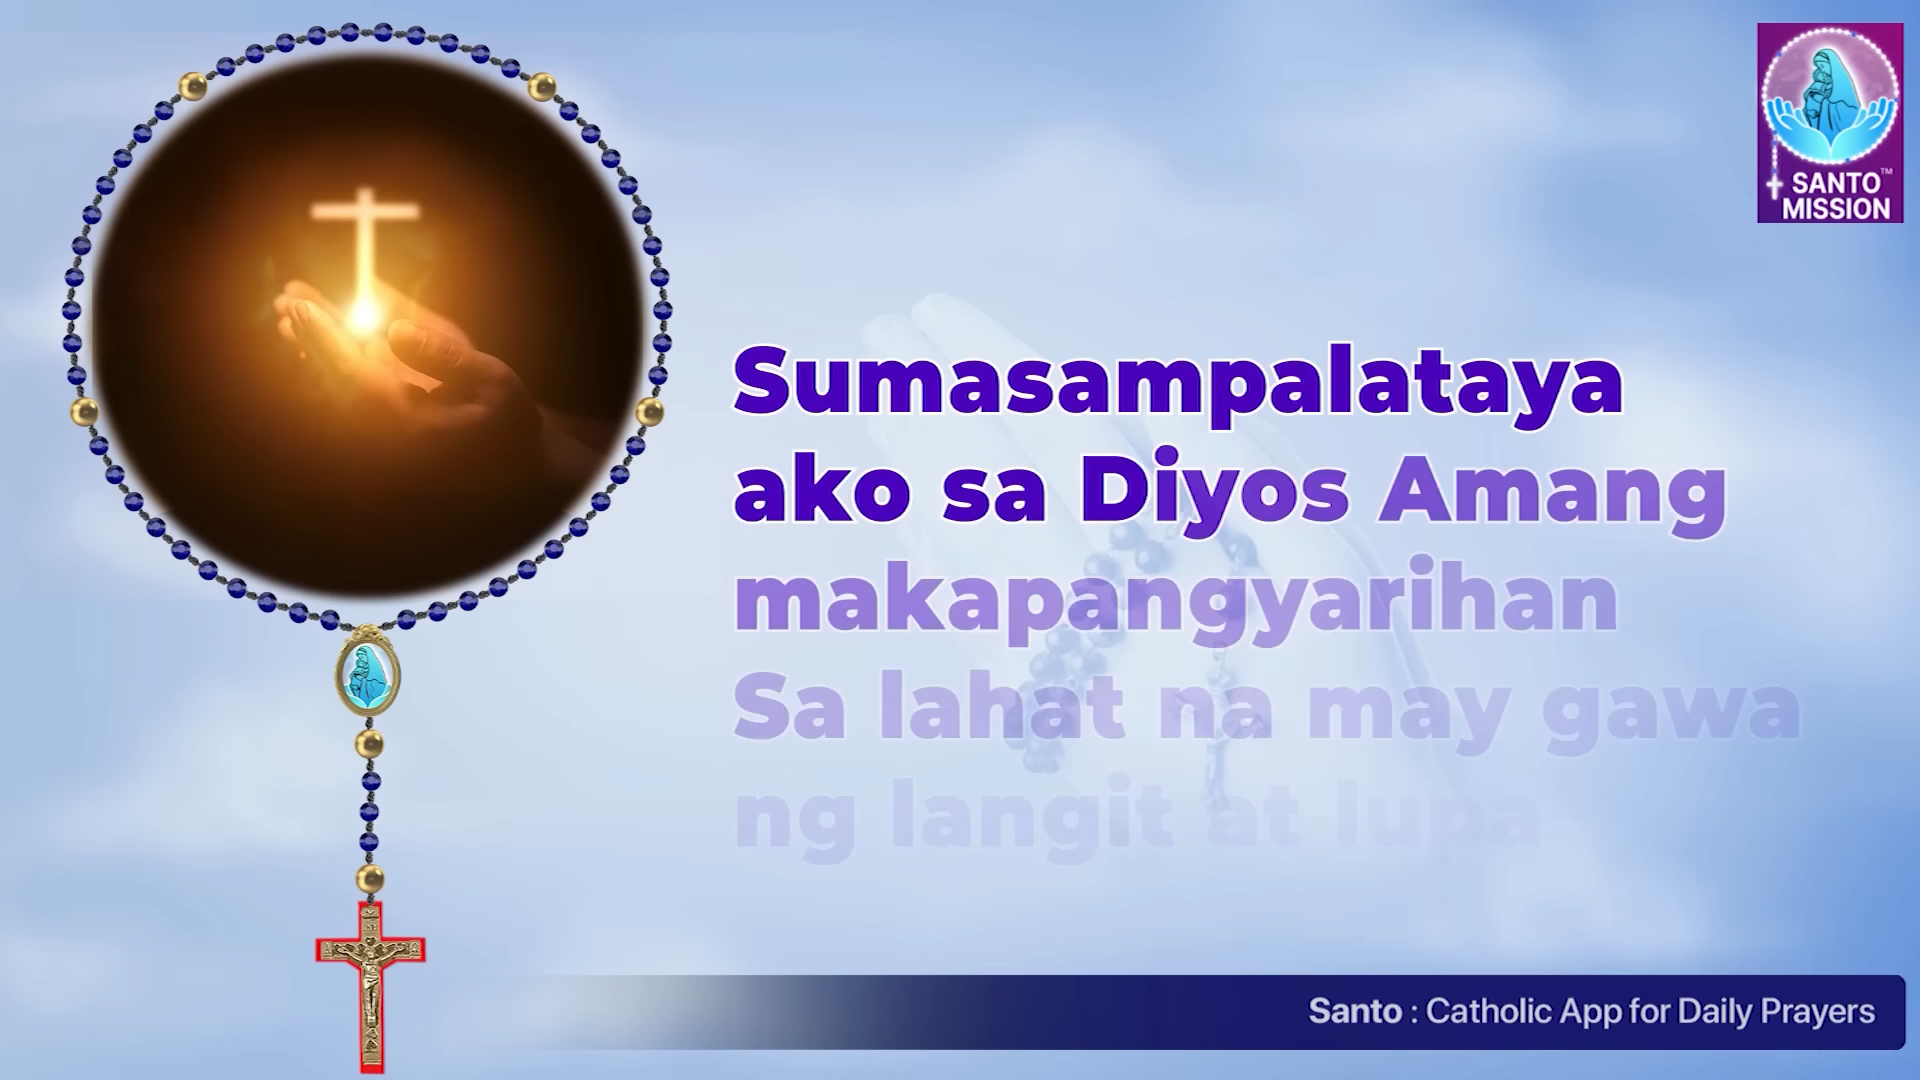 SANTO™
MISSION
Sumasampalataya
ako sa Diyos Amang
makapangyarihan
Sa lahat na may gawa
ng langit at lupa
Santo : Catholic App for Daily Prayers